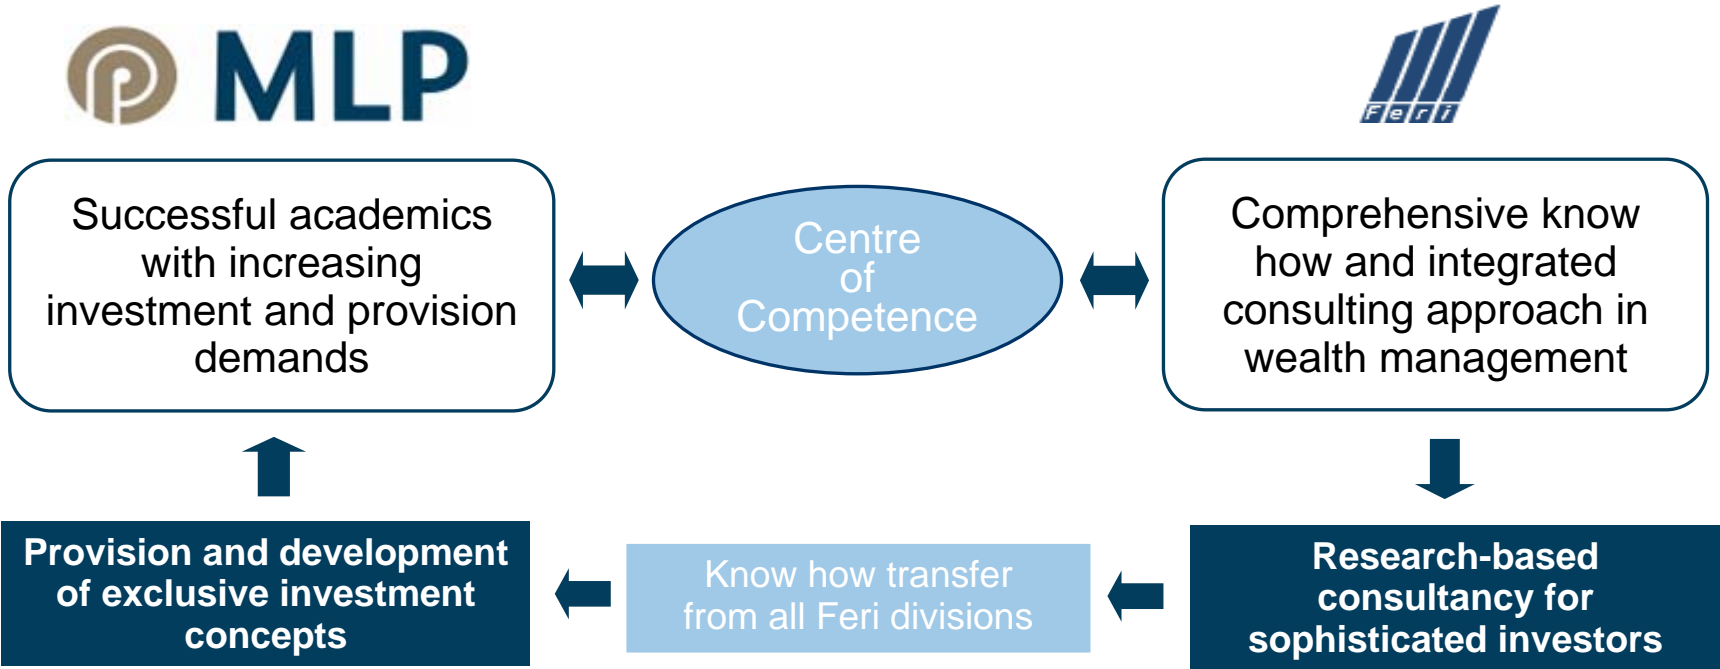 MLP
Feri
Successful academics
with increasing
investment and provision
demands
Centre
of
Competence
Comprehensive know
how and integrated
consulting approach in
wealth management
Provision and development
of exclusive investment
concepts
Know how transfer
from all Feri divisions
Research-based
consultancy for
sophisticated investors